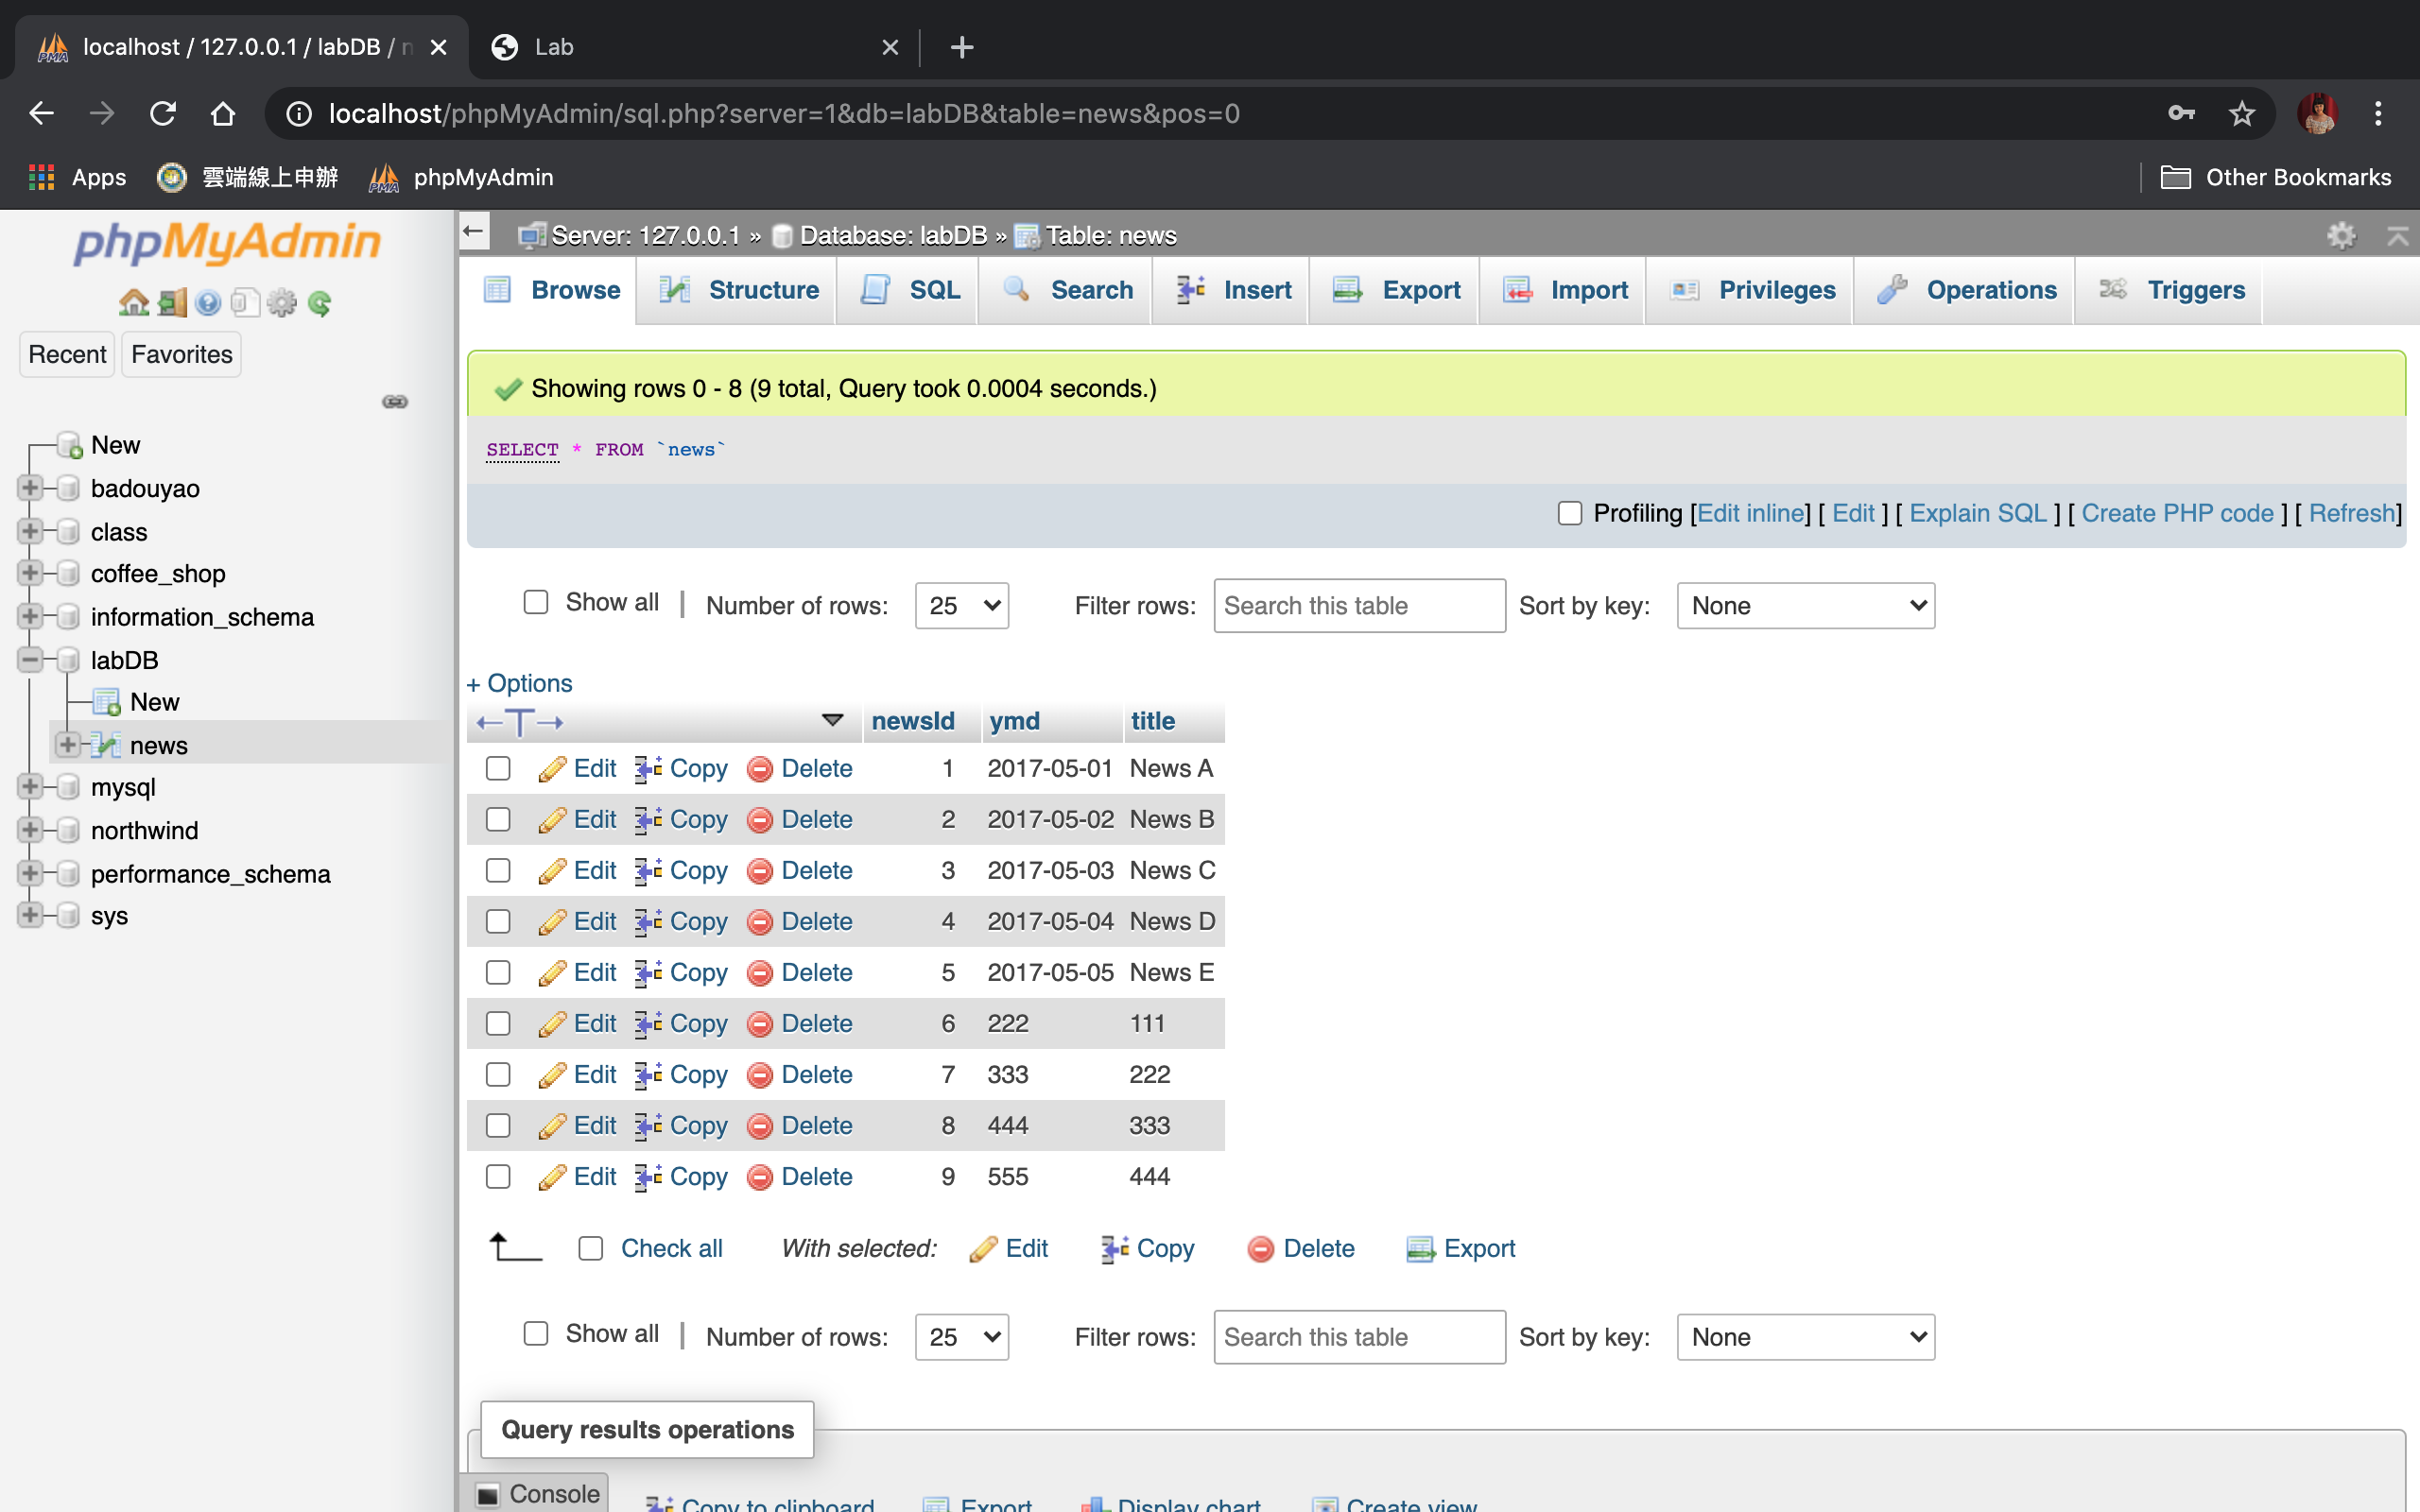 localhost / 127.0.0.1 / labDB / n
Lab
localhost/phpMyAdmin/sql.php?server=1&db=labDB&table=news&pos=0
Apps
雲端線上申辦
phpMyAdmin
Other Bookmarks
phpMyAdmin
Recent
Favorites
New
badouyao
class
coffee_shop
information_schema
labDB
New
news
mysql
northwind
performance_schema
sys
Server: 127.0.0.1 » Database: labDB » Table: news
Browse Structure SQL Search Insert Export Import Privileges Operations Triggers
Showing rows 0 - 8 (9 total, Query took 0.0004 seconds.)
SELECT * FROM `news`
Profiling [Edit inline] [ Edit ] [ Explain SQL ] [ Create PHP code ] [ Refresh]
Show all | Number of rows: 25 Filter rows: Search this table Sort by key: None
+ Options
←T→ newsId ymd title
Edit Copy Delete 1 2017-05-01 News A
Edit Copy Delete 2 2017-05-02 News B
Edit Copy Delete 3 2017-05-03 News C
Edit Copy Delete 4 2017-05-04 News D
Edit Copy Delete 5 2017-05-05 News E
Edit Copy Delete 6 222 111
Edit Copy Delete 7 333 222
Edit Copy Delete 8 444 333
Edit Copy Delete 9 555 444
Check all With selected: Edit Copy Delete Export
Show all | Number of rows: 25 Filter rows: Search this table Sort by key: None
Query results operations
Console
Copy to clipboard Export Display chart Create view